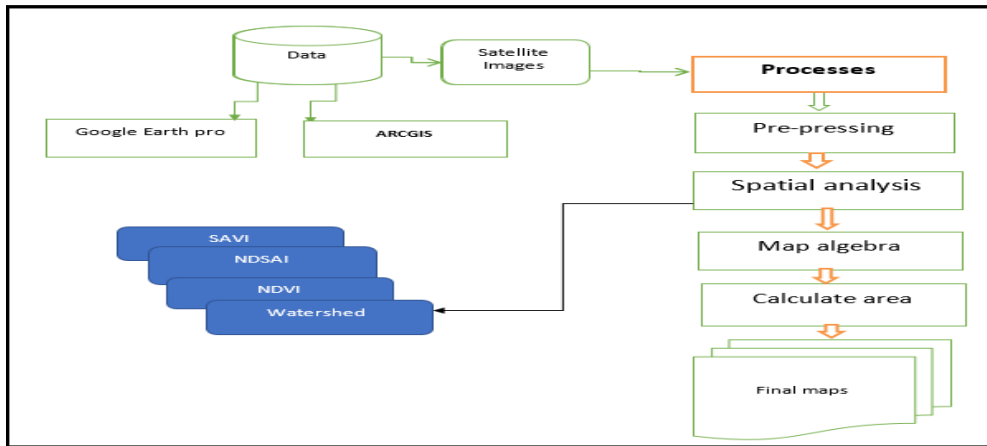 Data
Satellite
Images
Processes
Google Earth pro
ARCGIS
Pre-pressing
Spatial analysis
SAVI
NDSAI
NDVI
Watershed
Map algebra
Calculate area
Final maps